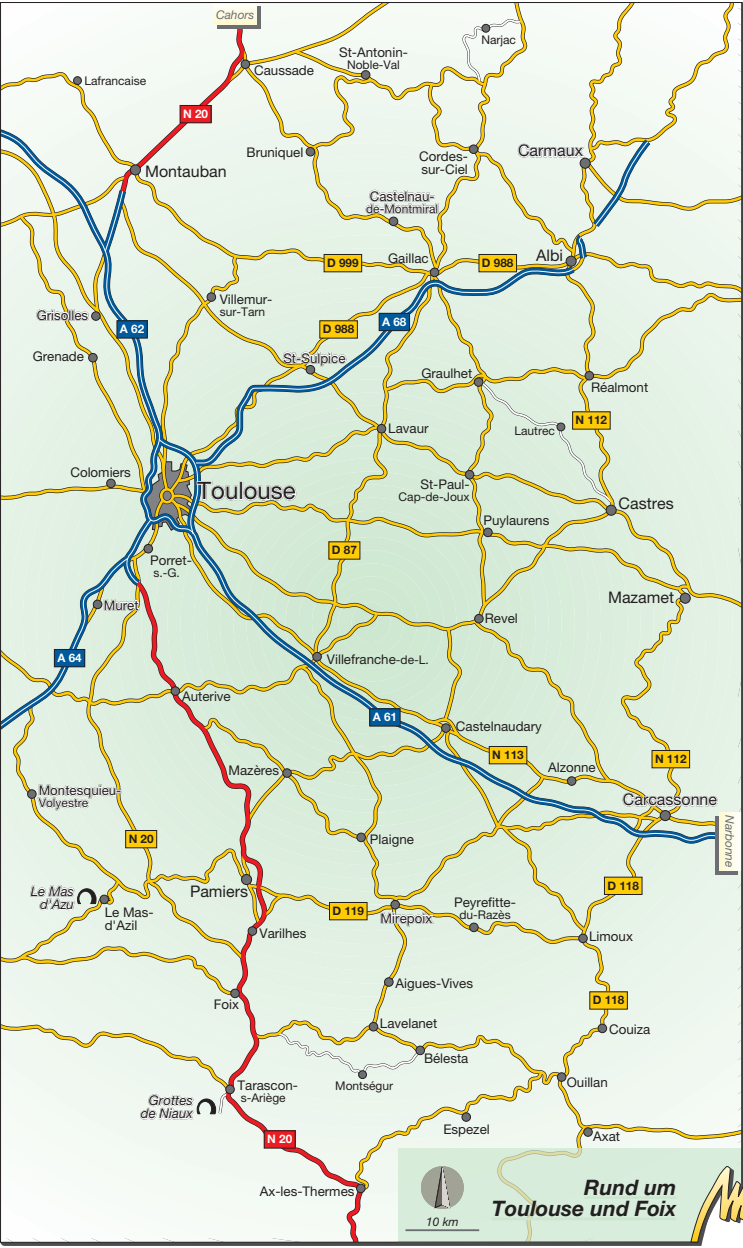 Cahors
Narjac
St-Antonin-
Noble-Val
Caussade
Lafrancaise
N 20
Bruniquel
Cordes-
sur-Ciel
Carmaux
Montauban
Castelnau-
de-Montmiral
D 999
Gaillac
D 988
Albi
Villemur-
sur-Tarn
Grisolles
A 62
D 988
A 68
Grenade
St-Sulpice
Graulhet
Réalmont
N 112
Lautrec
Lavaur
Colomiers
Toulouse
St-Paul-
Cap-de-Joux
Castres
Puylaurens
D 87
Porret-
s.-G.
Mazamet
Muret
Revel
A 64
Villefranche-de-L.
Auterive
A 61
Castelnaudary
N 113
N 112
Mazères
Alzonne
Montesquieu-
Volyestre
Carcassonne
Narbonne
N 20
Plaigne
Pamiers
D 118
Le Mas
d'Azu
Le Mas-
d'Azil
D 119
Mirepoix
Peyrefitte-
du-Razès
Varilhes
Limoux
Aigues-Vives
Foix
D 118
Lavelanet
Couiza
Bélesta
Montségur
Ouillan
Tarascon-
s-Ariège
Grottes
de Niaux
Espezel
N 20
Axat
Ax-les-Thermes
10 km
Rund um
Toulouse und Foix